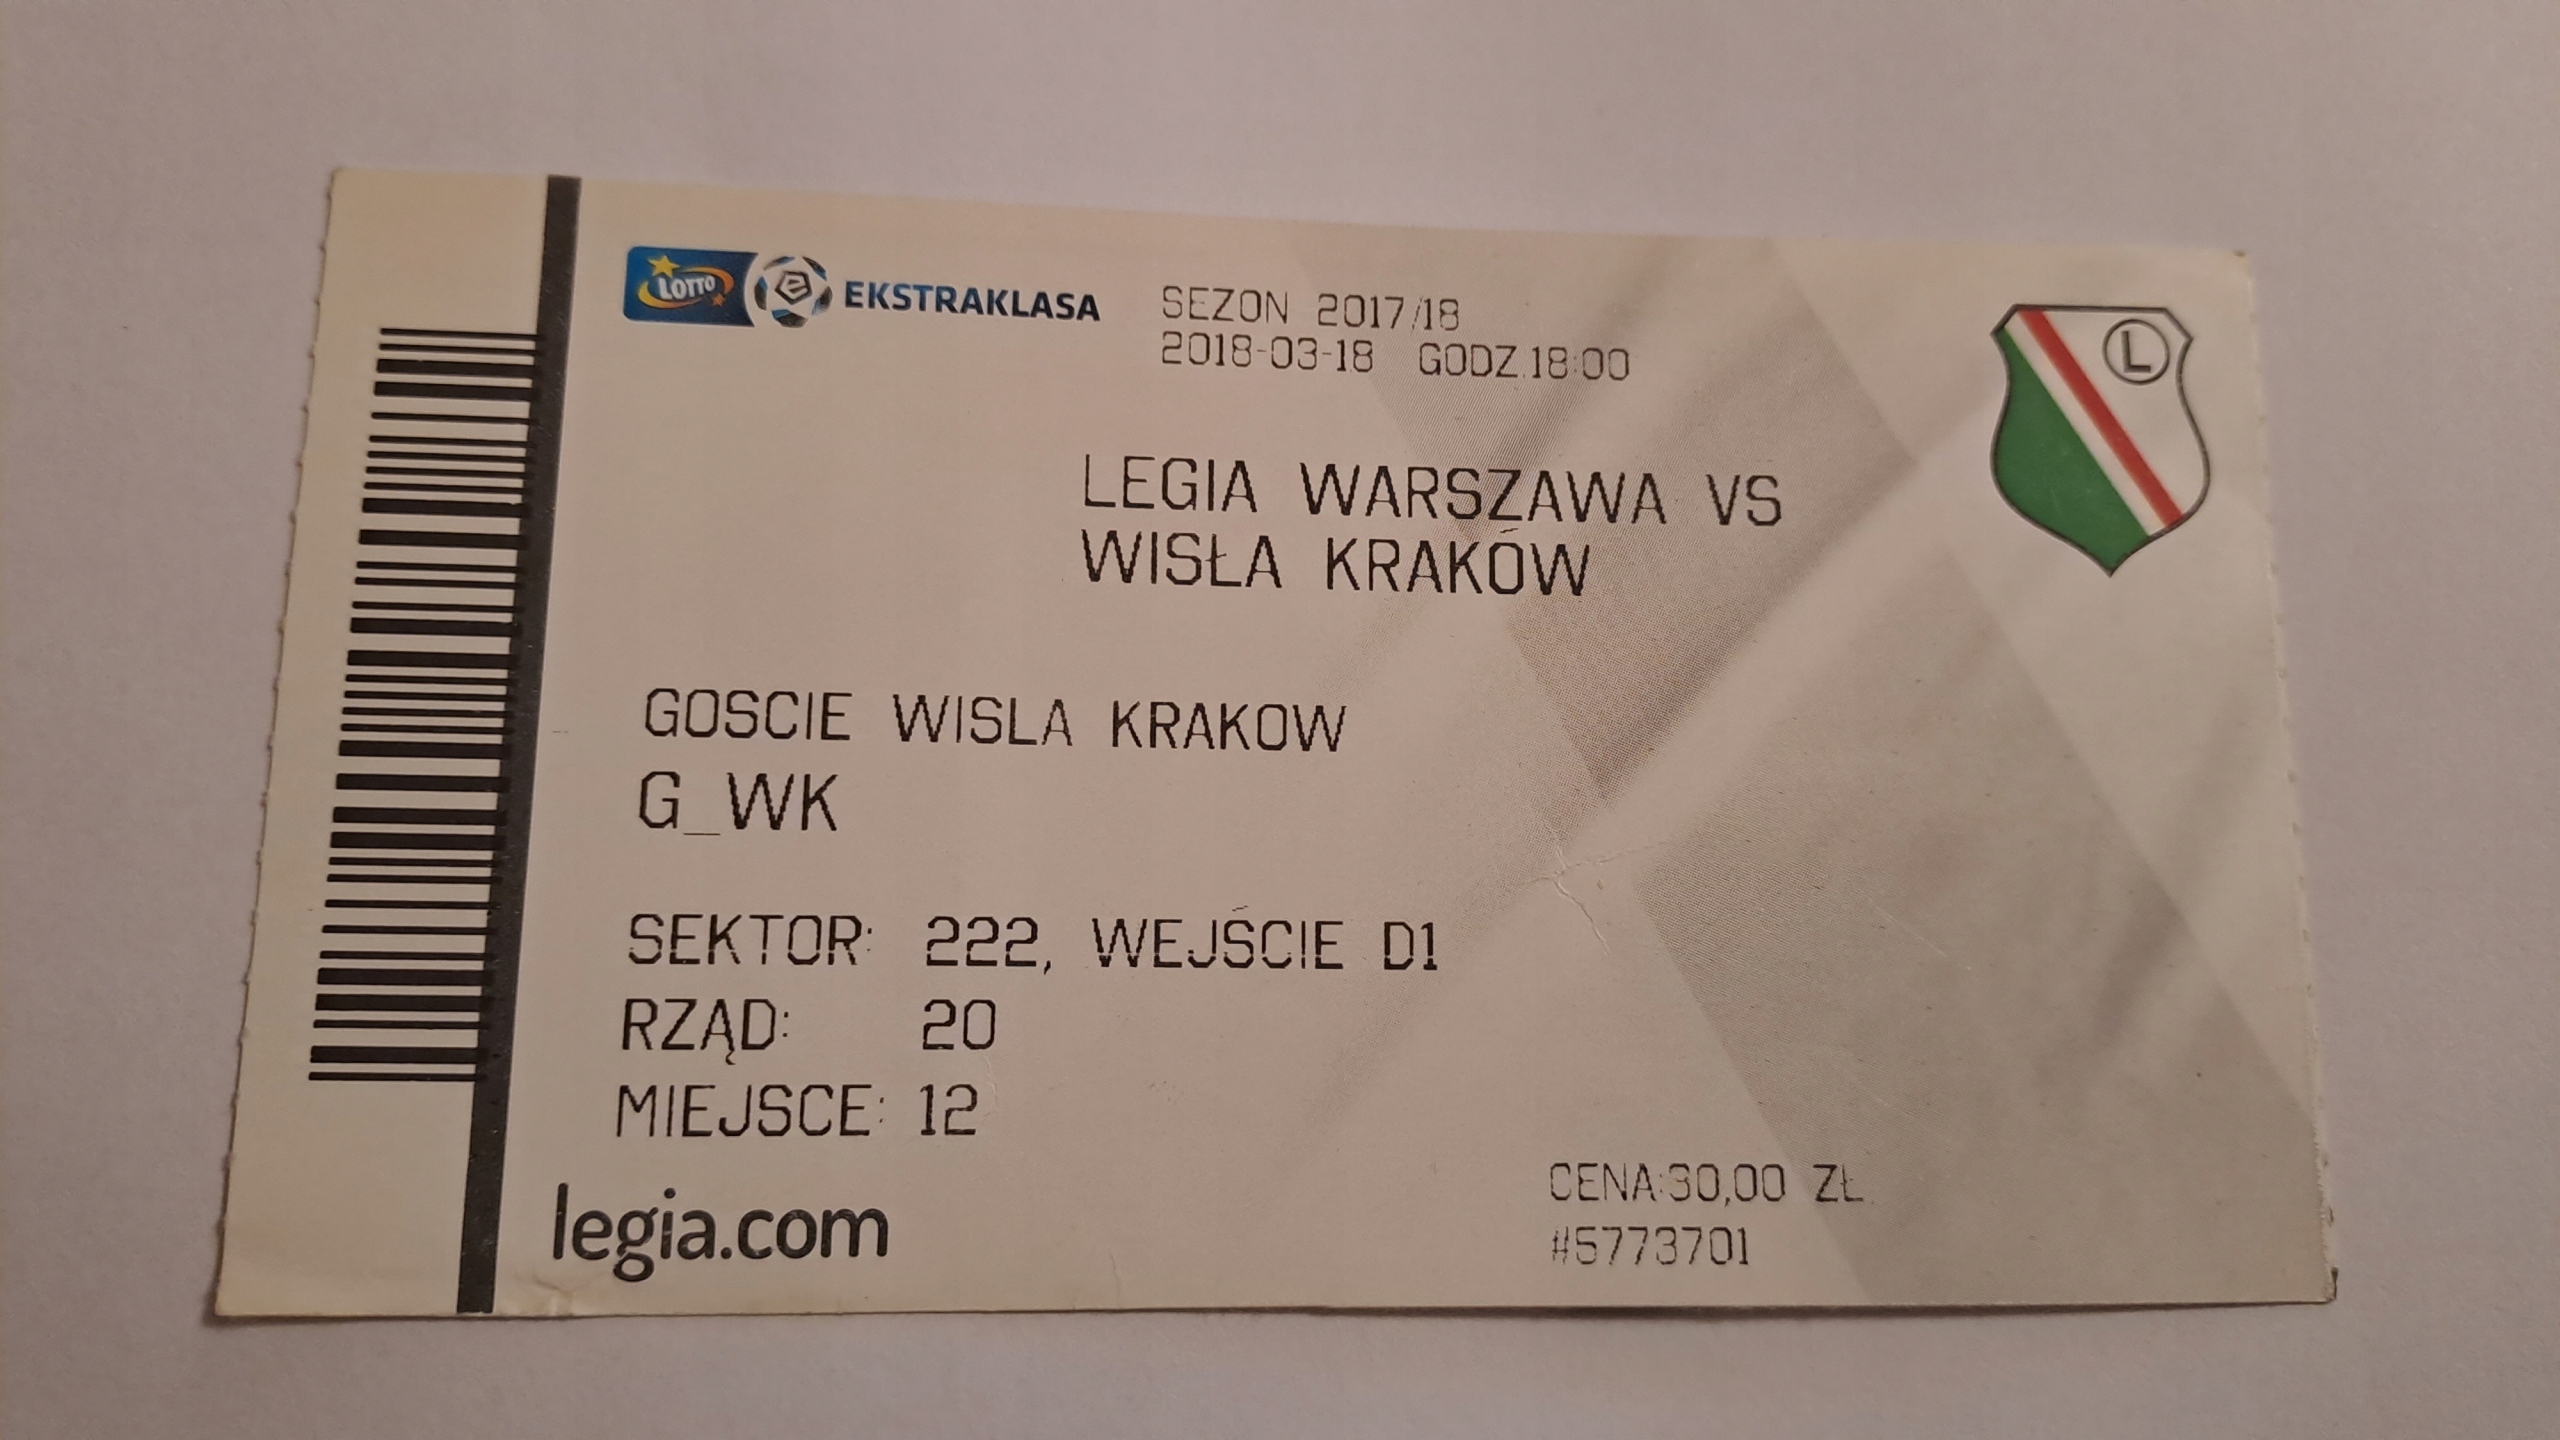 LOTTO EKSTRAKLASA
SEZON 2017/18
2018-03-18 GODZ.18:00
L
LEGIA WARSZAWA VS
WISŁA KRAKÓW
GOSCIE WISLA KRAKOW
G_WK
SEKTOR: 222, WEJŚCIE D1
RZĄD: 20
MIEJSCE: 12
CENA:30,00 ZŁ
#5773701
legia.com